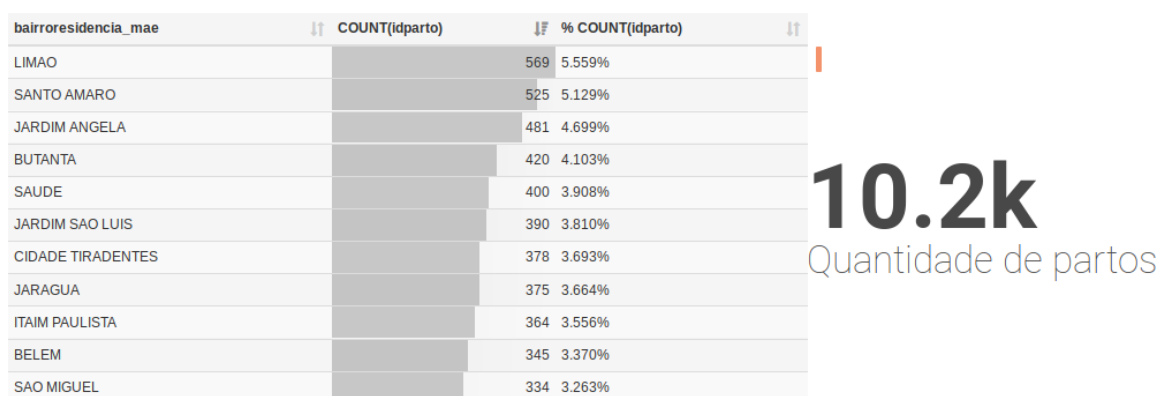 bairroresidencia_mae COUNT(idparto) % COUNT(idparto)
LIMAO 569 5.559%
SANTO AMARO 525 5.129%
JARDIM ANGELA 481 4.699%
BUTANTA 420 4.103%
SAUDE 400 3.908%
JARDIM SAO LUIS 390 3.810%
CIDADE TIRADENTES 378 3.693%
JARAGUA 375 3.664%
ITAIM PAULISTA 364 3.556%
BELEM 345 3.370%
SAO MIGUEL 334 3.263%
10.2k
Quantidade de partos